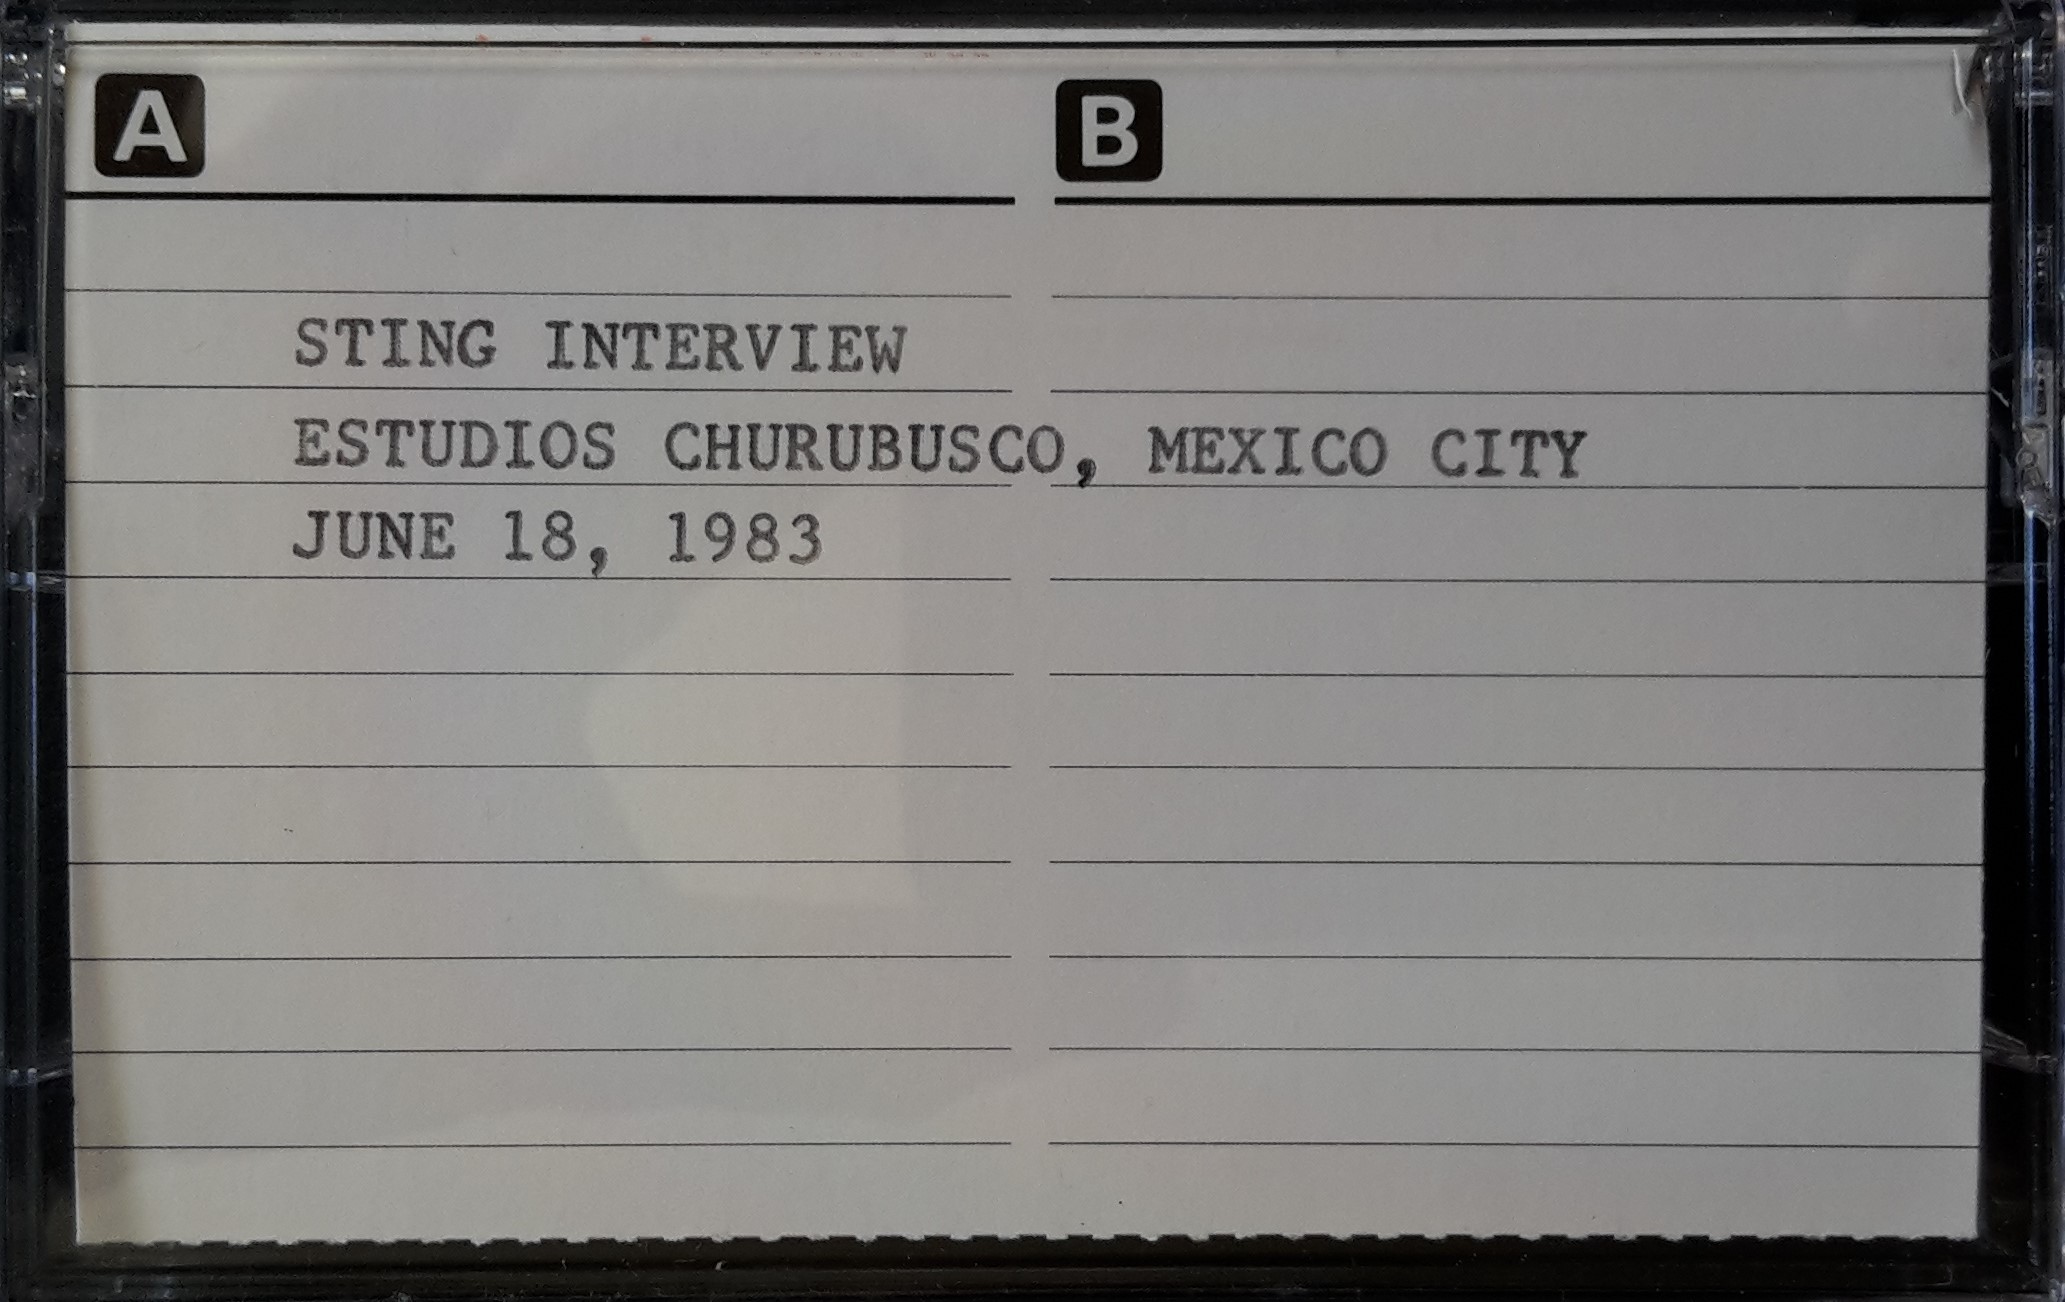 A B
STING INTERVIEW
ESTUDIOS CHURUBUSCO, MEXICO CITY
JUNE 18, 1983